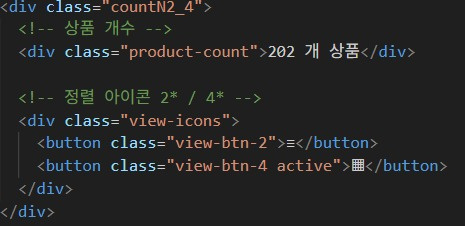 <div class="countN2_4">
<!-- 상품 개수 -->
<div class="product-count">202 개 상품</div>
<!-- 정렬 아이콘 2* / 4* -->
<div class="view-icons">
<button class="view-btn-2">≡</button>
<button class="view-btn-4 active">▦</button>
</div>
</div>